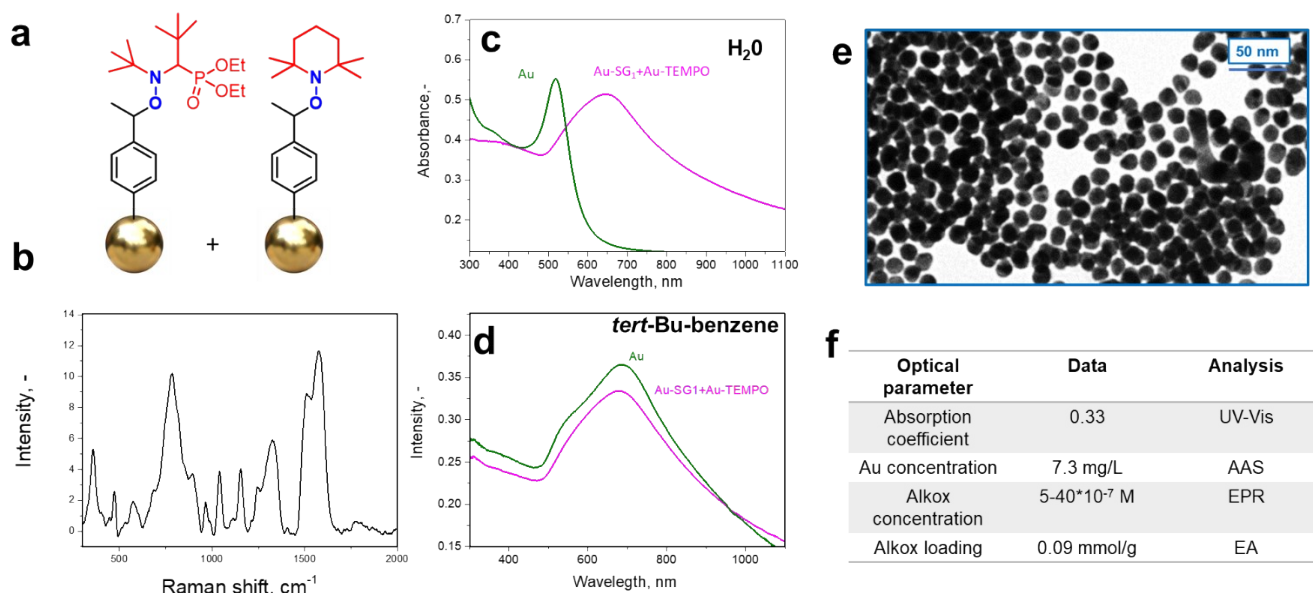 a
N
O
P
O
O
OEt
Et
N
O
+
b
Intensity, -
14
12
10
8
6
4
2
0
500
1000
1500
2000
Raman shift, cm-1
c
H20
Au
Au-SG1+Au-TEMPO
Absorbance,-
0.7
0.6
0.5
0.4
0.3
0.2
300 400 500 600 700 800 900 1000 1100
Wavelength, nm
d
tert-Bu-benzene
Au
Au-SG1+Au-TEMPO
Intensity, -
0.40
0.35
0.30
0.25
0.20
0.15
400 600 800 1000
Wavelegth, nm
e
50 nm
f
Optical parameter Data Analysis
Absorption coefficient 0.33 UV-Vis
Au concentration 7.3 mg/L AAS
Alkox concentration 5-40*10-7 M EPR
Alkox loading 0.09 mmol/g EA